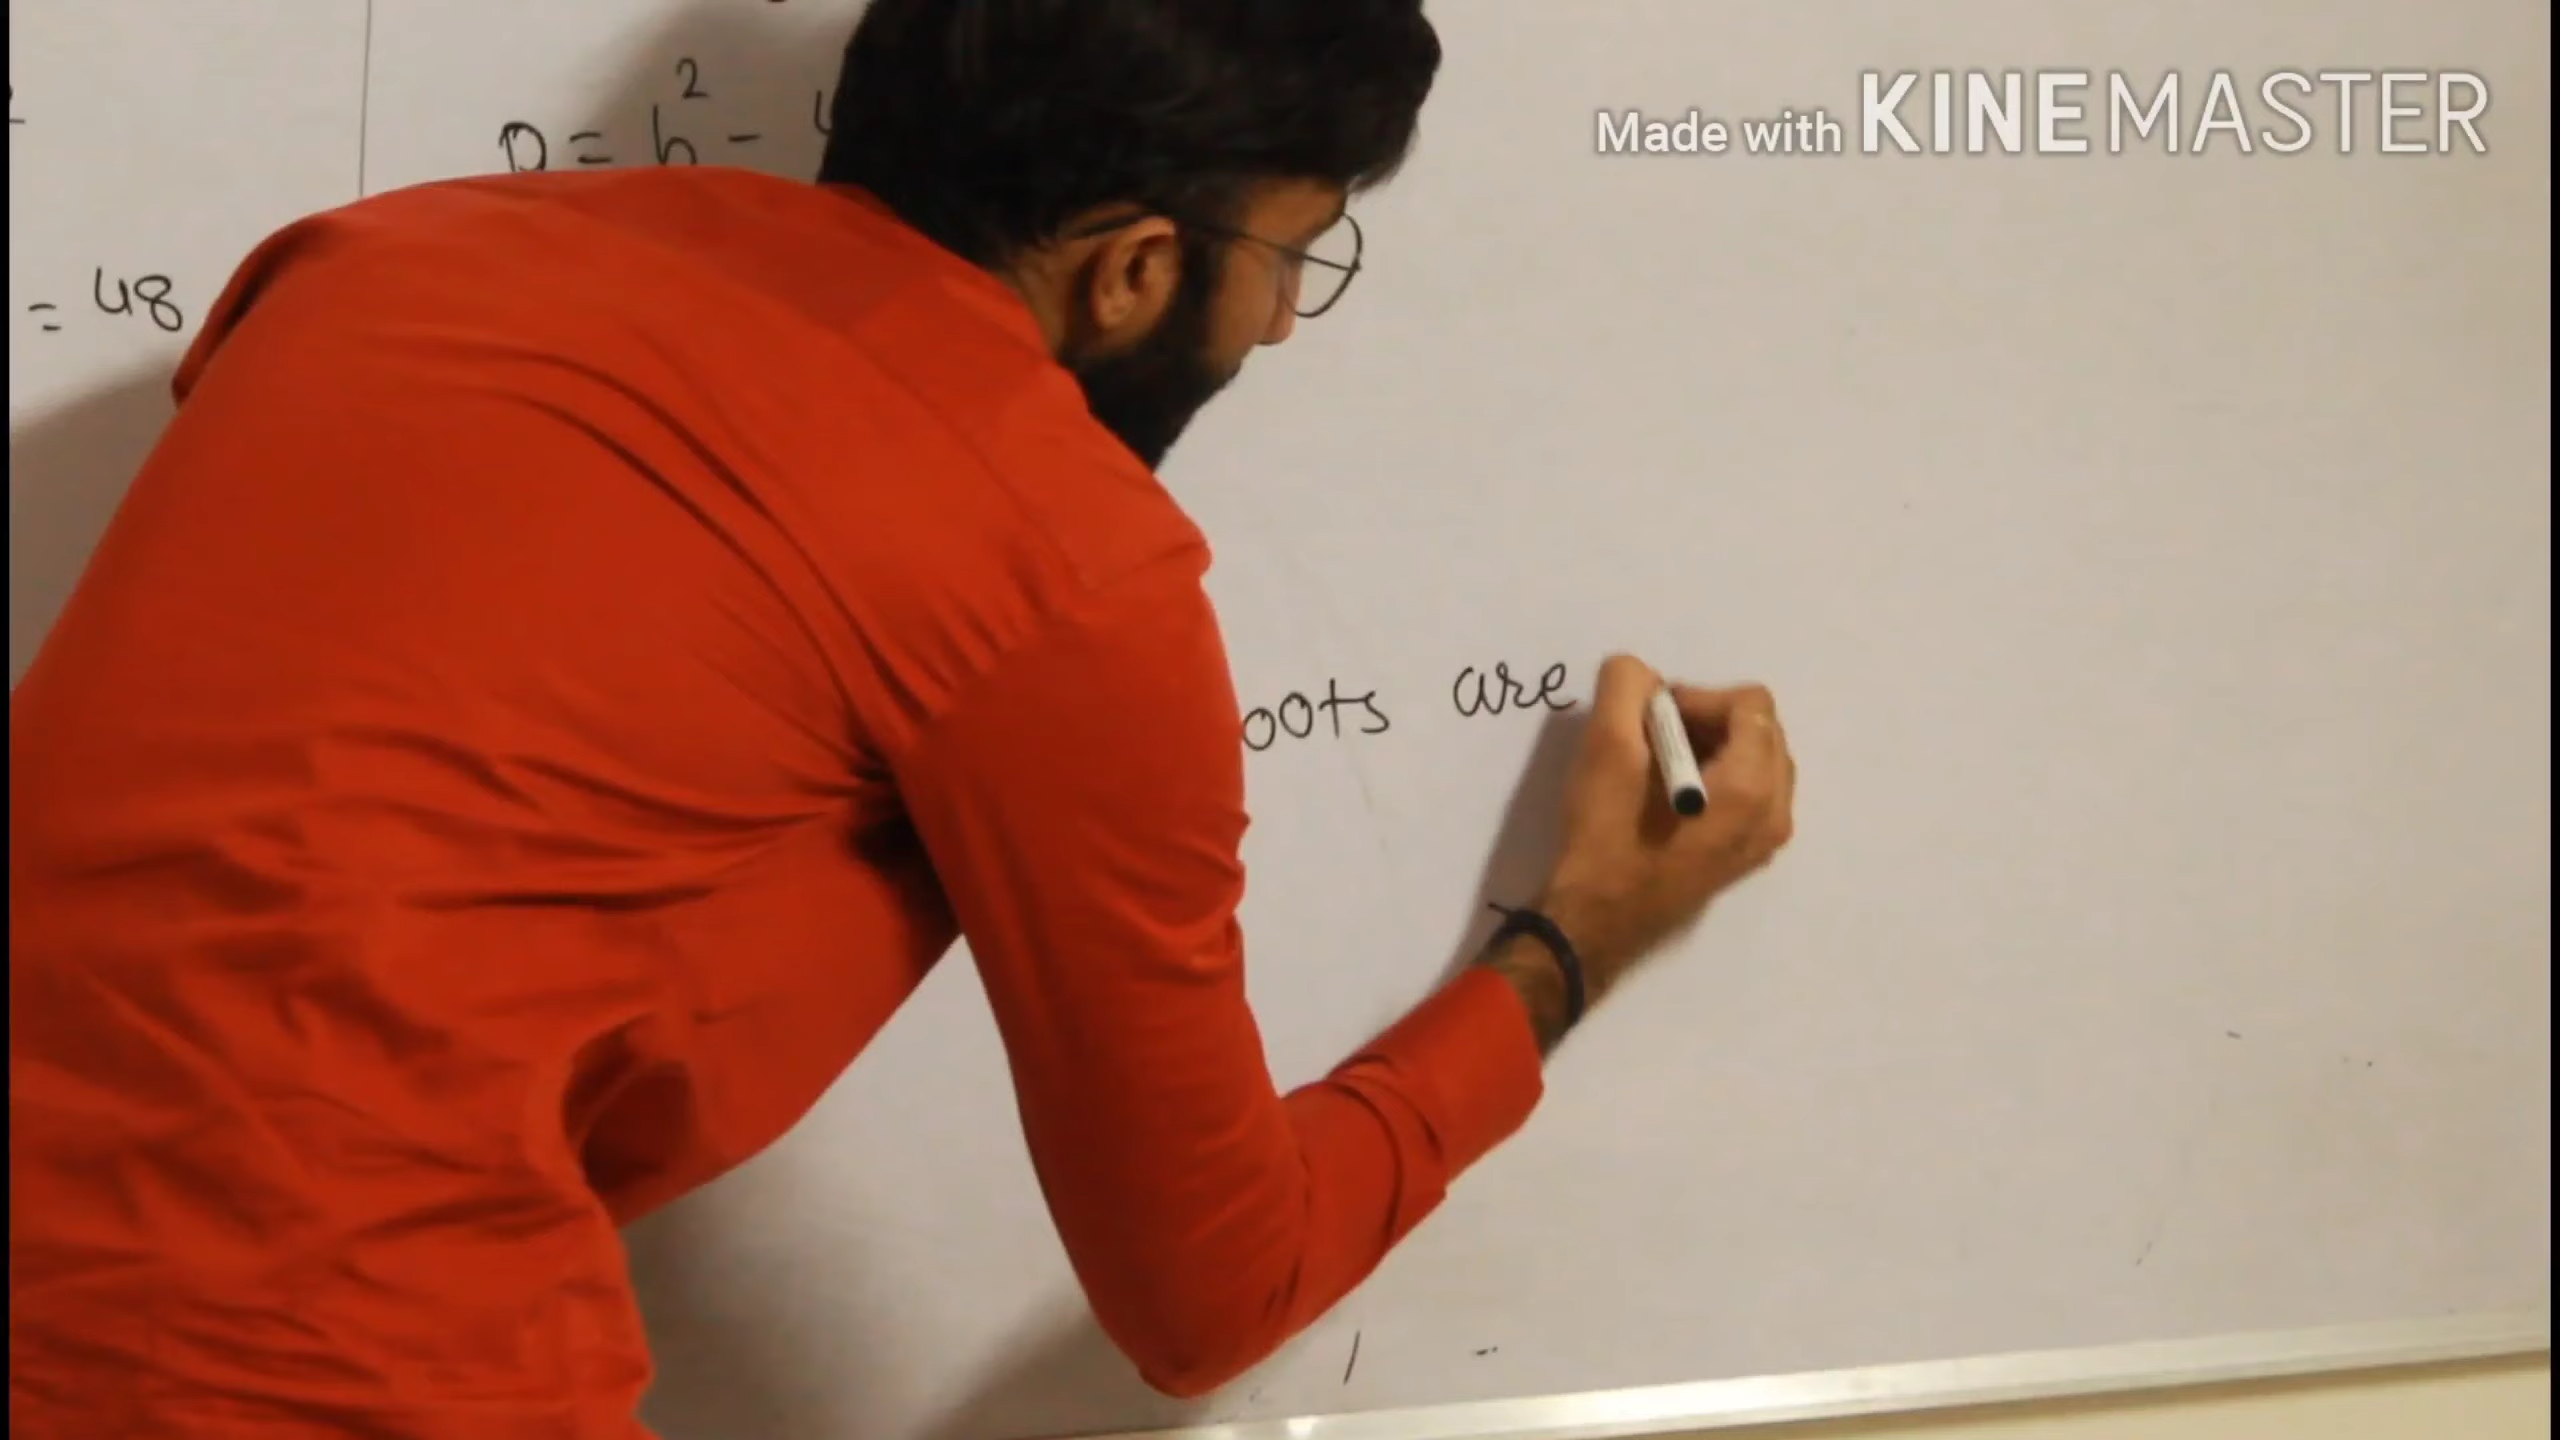 Made with KINEMASTER
D = b² - 4
= 48
oots are